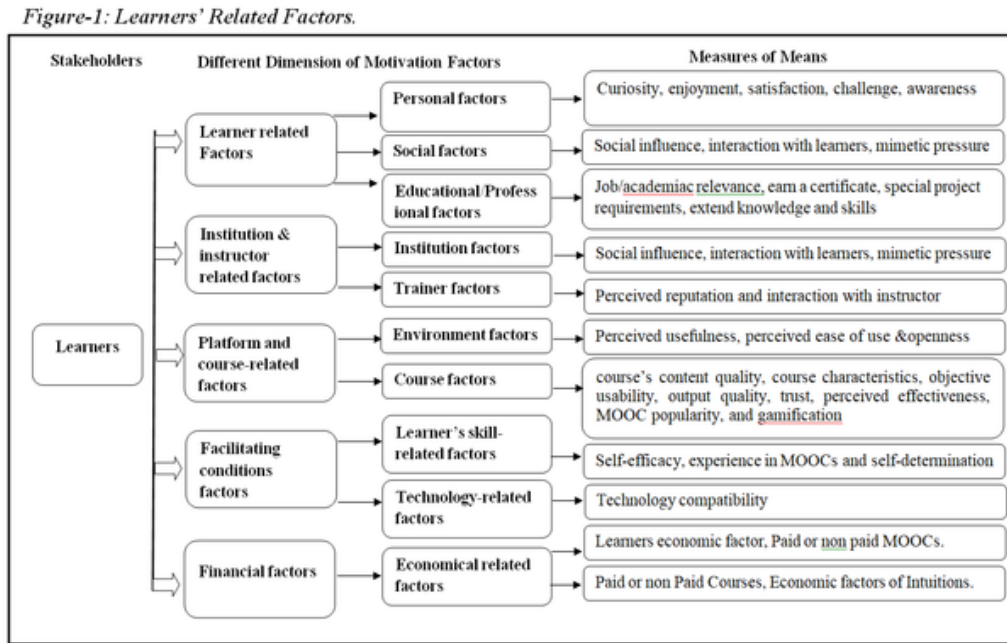 Figure-1: Learners' Related Factors.
Stakeholders
Different Dimension of Motivation Factors
Measures of Means
Learners
Learner related
Factors
Personal factors
Curiosity, enjoyment, satisfaction, challenge, awareness
Social factors
Social influence, interaction with learners, mimetic pressure
Educational/Profess
ional factors
Job/academiac relevance, earn a certificate, special project
requirements, extend knowledge and skills
Institution &
instructor
related factors
Institution factors
Social influence, interaction with learners, mimetic pressure
Trainer factors
Perceived reputation and interaction with instructor
Platform and
course-related
factors
Environment factors
Perceived usefulness, perceived ease of use &openness
Course factors
course's content quality, course characteristics, objective
usability, output quality, trust, perceived effectiveness,
MOOC popularity, and gamification
Facilitating
conditions
factors
Learner's skill-
related factors
Self-efficacy, experience in MOOCs and self-determination
Technology-related
factors
Technology compatibility
Financial factors
Economical related
factors
Learners economic factor, Paid or non paid MOOCs.
Paid or non Paid Courses, Economic factors of Intuitions.